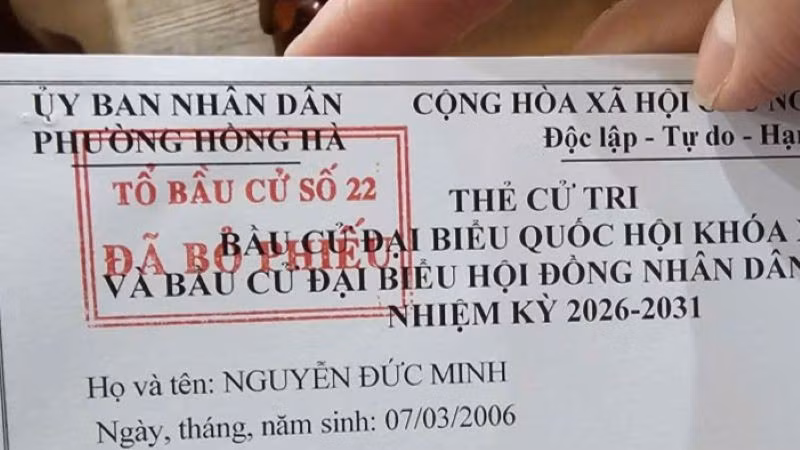 ỦY BAN NHÂN DÂN
PHƯỜNG HỒNG HÀ
CỘNG HÒA XÃ HỘI
Độc lập - Tự do -
TỔ BẦU CỬ SỐ 22
ĐÃ BỎ PHIẾU
THẺ CỬ TRI
BẦU CỬ ĐẠI BIỂU QUỐC HỘI KHÓA
VÀ BẦU CỬ ĐẠI BIỂU HỘI ĐỒNG NHÂN DÂN
NHIỆM KỲ 2026-2031
Họ và tên: NGUYỄN ĐỨC MINH
Ngày, tháng, năm sinh: 07/03/2006